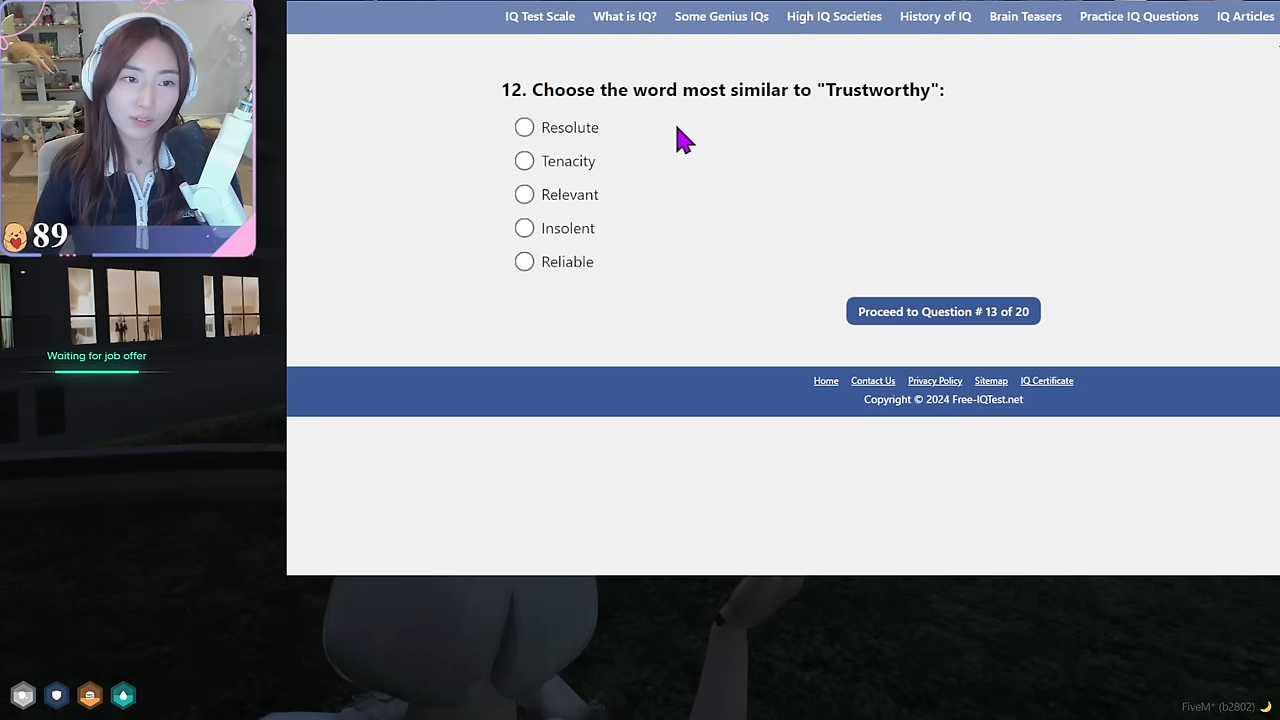 IQ Test Scale What is IQ? Some Genius IQs High IQ Societies History of IQ Brain Teasers Practice IQ Questions IQ Articles
12. Choose the word most similar to "Trustworthy":
Resolute
Tenacity
Relevant
Insolent
Reliable
89
Proceed to Question # 13 of 20
Waiting for job offer
Home Contact Us Privacy Policy Sitemap IQ Certificate
Copyright © 2024 Free-IQTest.net
FiveM* (b2802)